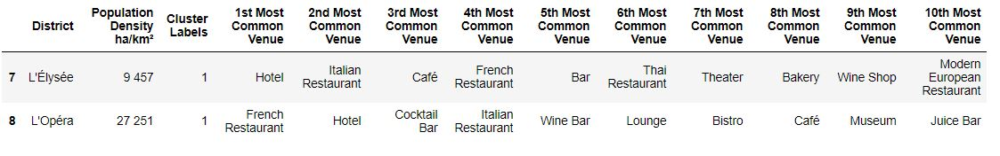 District Population Density ha/km² Cluster Labels 1st Most Common Venue 2nd Most Common Venue 3rd Most Common Venue 4th Most Common Venue 5th Most Common Venue 6th Most Common Venue 7th Most Common Venue 8th Most Common Venue 9th Most Common Venue 10th Most Common Venue
7 L'Élysée 9 457 1 Hotel Italian Restaurant Café French Restaurant Bar Thai Restaurant Theater Bakery Wine Shop Modern European Restaurant
8 L'Opéra 27 251 1 French Restaurant Hotel Cocktail Bar Italian Restaurant Wine Bar Lounge Bistro Café Museum Juice Bar